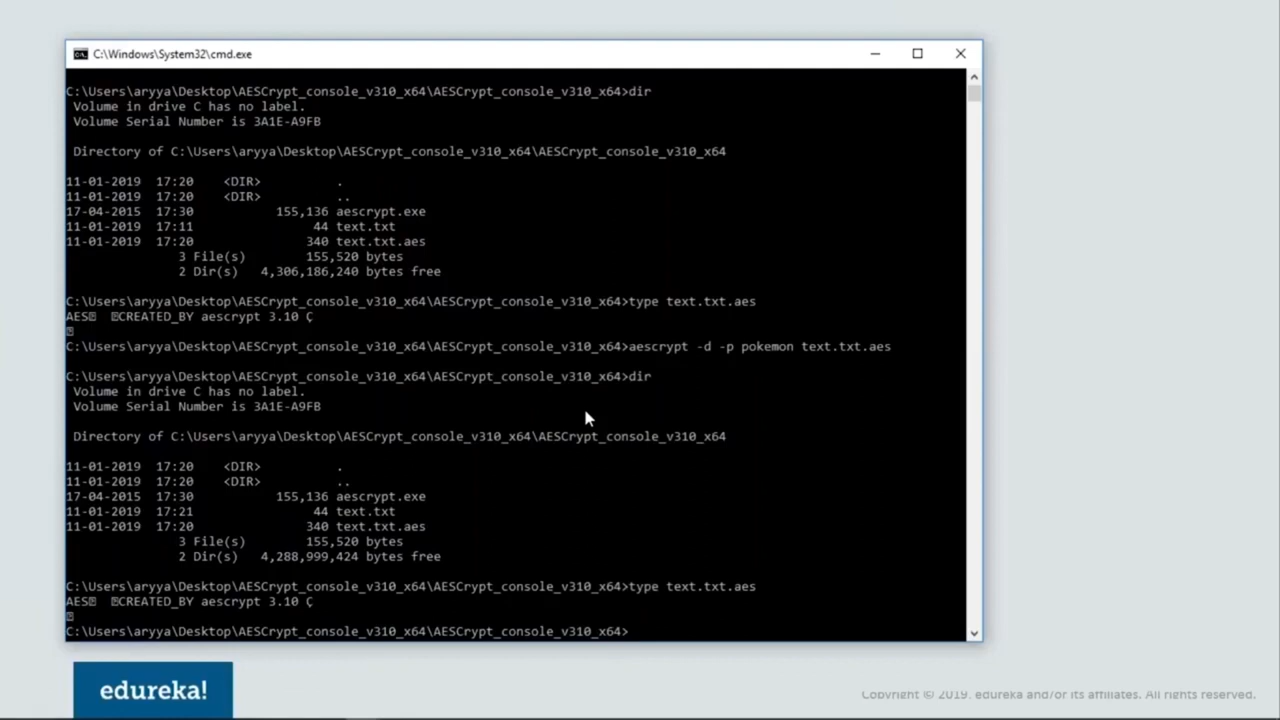 C:\Windows\System32\cmd.exe
C:\Users\aryya\Desktop\AESCrypt_console_v310_x64\AESCrypt_console_v310_x64>dir
Volume in drive C has no label.
Volume Serial Number is 3A1E-A9FB
Directory of C:\Users\aryya\Desktop\AESCrypt_console_v310_x64\AESCrypt_console_v310_x64
11-01-2019 17:20 <DIR> .
11-01-2019 17:20 <DIR> ..
17-04-2015 17:30 155,136 aescrypt.exe
11-01-2019 17:11 44 text.txt
11-01-2019 17:20 340 text.txt.aes
3 File(s) 155,520 bytes
2 Dir(s) 4,306,186,240 bytes free
C:\Users\aryya\Desktop\AESCrypt_console_v310_x64\AESCrypt_console_v310_x64>type text.txt.aes
AES CREATED_BY aescrypt 3.10 Ç
C:\Users\aryya\Desktop\AESCrypt_console_v310_x64\AESCrypt_console_v310_x64>aescrypt -d -p pokemon text.txt.aes
C:\Users\aryya\Desktop\AESCrypt_console_v310_x64\AESCrypt_console_v310_x64>dir
Volume in drive C has no label.
Volume Serial Number is 3A1E-A9FB
Directory of C:\Users\aryya\Desktop\AESCrypt_console_v310_x64\AESCrypt_console_v310_x64
11-01-2019 17:20 <DIR> .
11-01-2019 17:20 <DIR> ..
17-04-2015 17:30 155,136 aescrypt.exe
11-01-2019 17:21 44 text.txt
11-01-2019 17:20 340 text.txt.aes
3 File(s) 155,520 bytes
2 Dir(s) 4,288,999,424 bytes free
C:\Users\aryya\Desktop\AESCrypt_console_v310_x64\AESCrypt_console_v310_x64>type text.txt.aes
AES CREATED_BY aescrypt 3.10 Ç
C:\Users\aryya\Desktop\AESCrypt_console_v310_x64\AESCrypt_console_v310_x64>
edureka!
Copyright © 2019, edureka and/or its affiliates. All rights reserved.